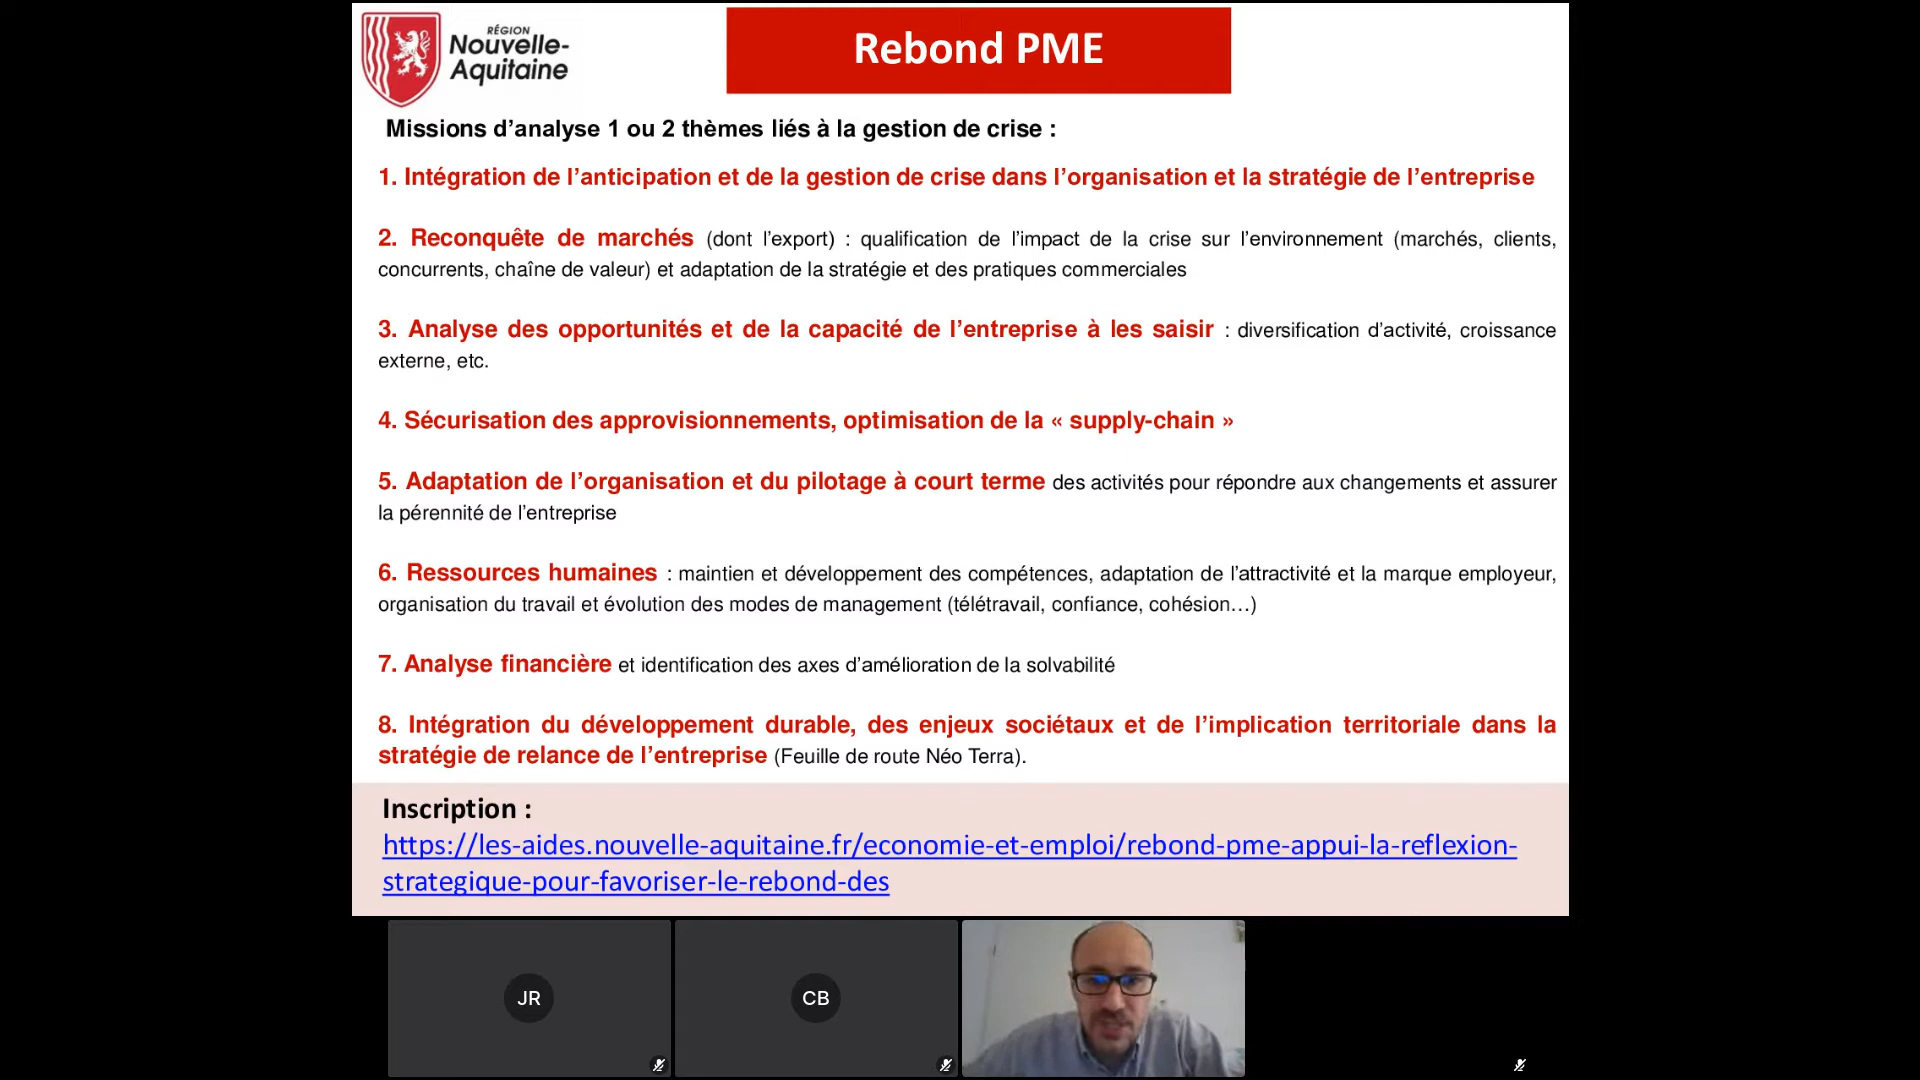 RÉGION
Nouvelle-
Aquitaine
Rebond PME
Missions d’analyse 1 ou 2 thèmes liés à la gestion de crise :
1. Intégration de l’anticipation et de la gestion de crise dans l’organisation et la stratégie de l’entreprise
2. Reconquête de marchés (dont l’export) : qualification de l’impact de la crise sur l’environnement (marchés, clients,
concurrents, chaîne de valeur) et adaptation de la stratégie et des pratiques commerciales
3. Analyse des opportunités et de la capacité de l’entreprise à les saisir : diversification d’activité, croissance
externe, etc.
4. Sécurisation des approvisionnements, optimisation de la « supply-chain »
5. Adaptation de l’organisation et du pilotage à court terme des activités pour répondre aux changements et assurer
la pérennité de l’entreprise
6. Ressources humaines : maintien et développement des compétences, adaptation de l’attractivité et la marque employeur,
organisation du travail et évolution des modes de management (télétravail, confiance, cohésion…)
7. Analyse financière et identification des axes d’amélioration de la solvabilité
8. Intégration du développement durable, des enjeux sociétaux et de l’implication territoriale dans la
stratégie de relance de l’entreprise (Feuille de route Néo Terra).
Inscription :
https://les-aides.nouvelle-aquitaine.fr/economie-et-emploi/rebond-pme-appui-la-reflexion-
strategique-pour-favoriser-le-rebond-des
JR
CB